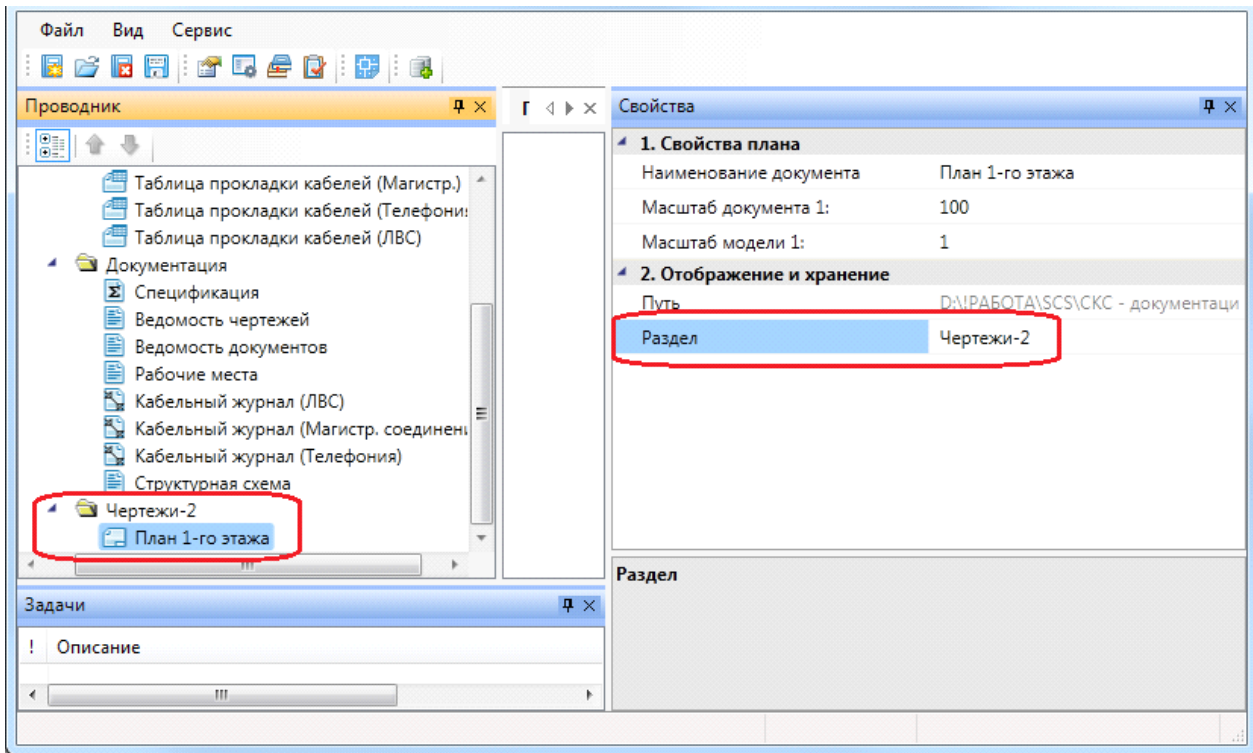 Файл Вид Сервис
Проводник
Г
Свойства
Таблица прокладки кабелей (Магистр.)
Таблица прокладки кабелей (Телефония
Таблица прокладки кабелей (ЛВС)
Документация
Спецификация
Ведомость чертежей
Ведомость документов
Рабочие места
Кабельный журнал (ЛВС)
Кабельный журнал (Магистр. соединени
Кабельный журнал (Телефония)
Структурная схема
Чертежи-2
План 1-го этажа
1. Свойства плана
Наименование документа План 1-го этажа
Масштаб документа 1: 100
Масштаб модели 1: 1
2. Отображение и хранение
Путь D:\!РАБОТА\SCS\СКС - документаци
Раздел Чертежи-2
Раздел
Задачи
! Описание